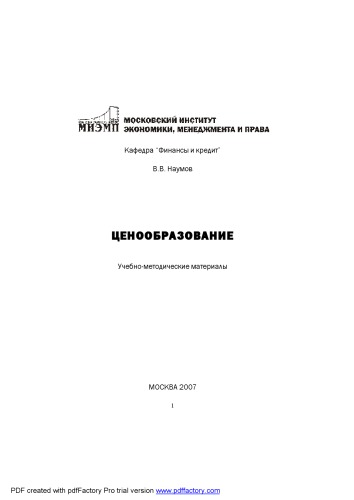 МИЭМП
МОСКОВСКИЙ ИНСТИТУТ
ЭКОНОМИКИ, МЕНЕДЖМЕНТА И ПРАВА
Кафедра "Финансы и кредит"
В.В. Наумов
ЦЕНООБРАЗОВАНИЕ
Учебно-методические материалы
МОСКВА 2007
1
PDF created with pdfFactory Pro trial version www.pdffactory.com